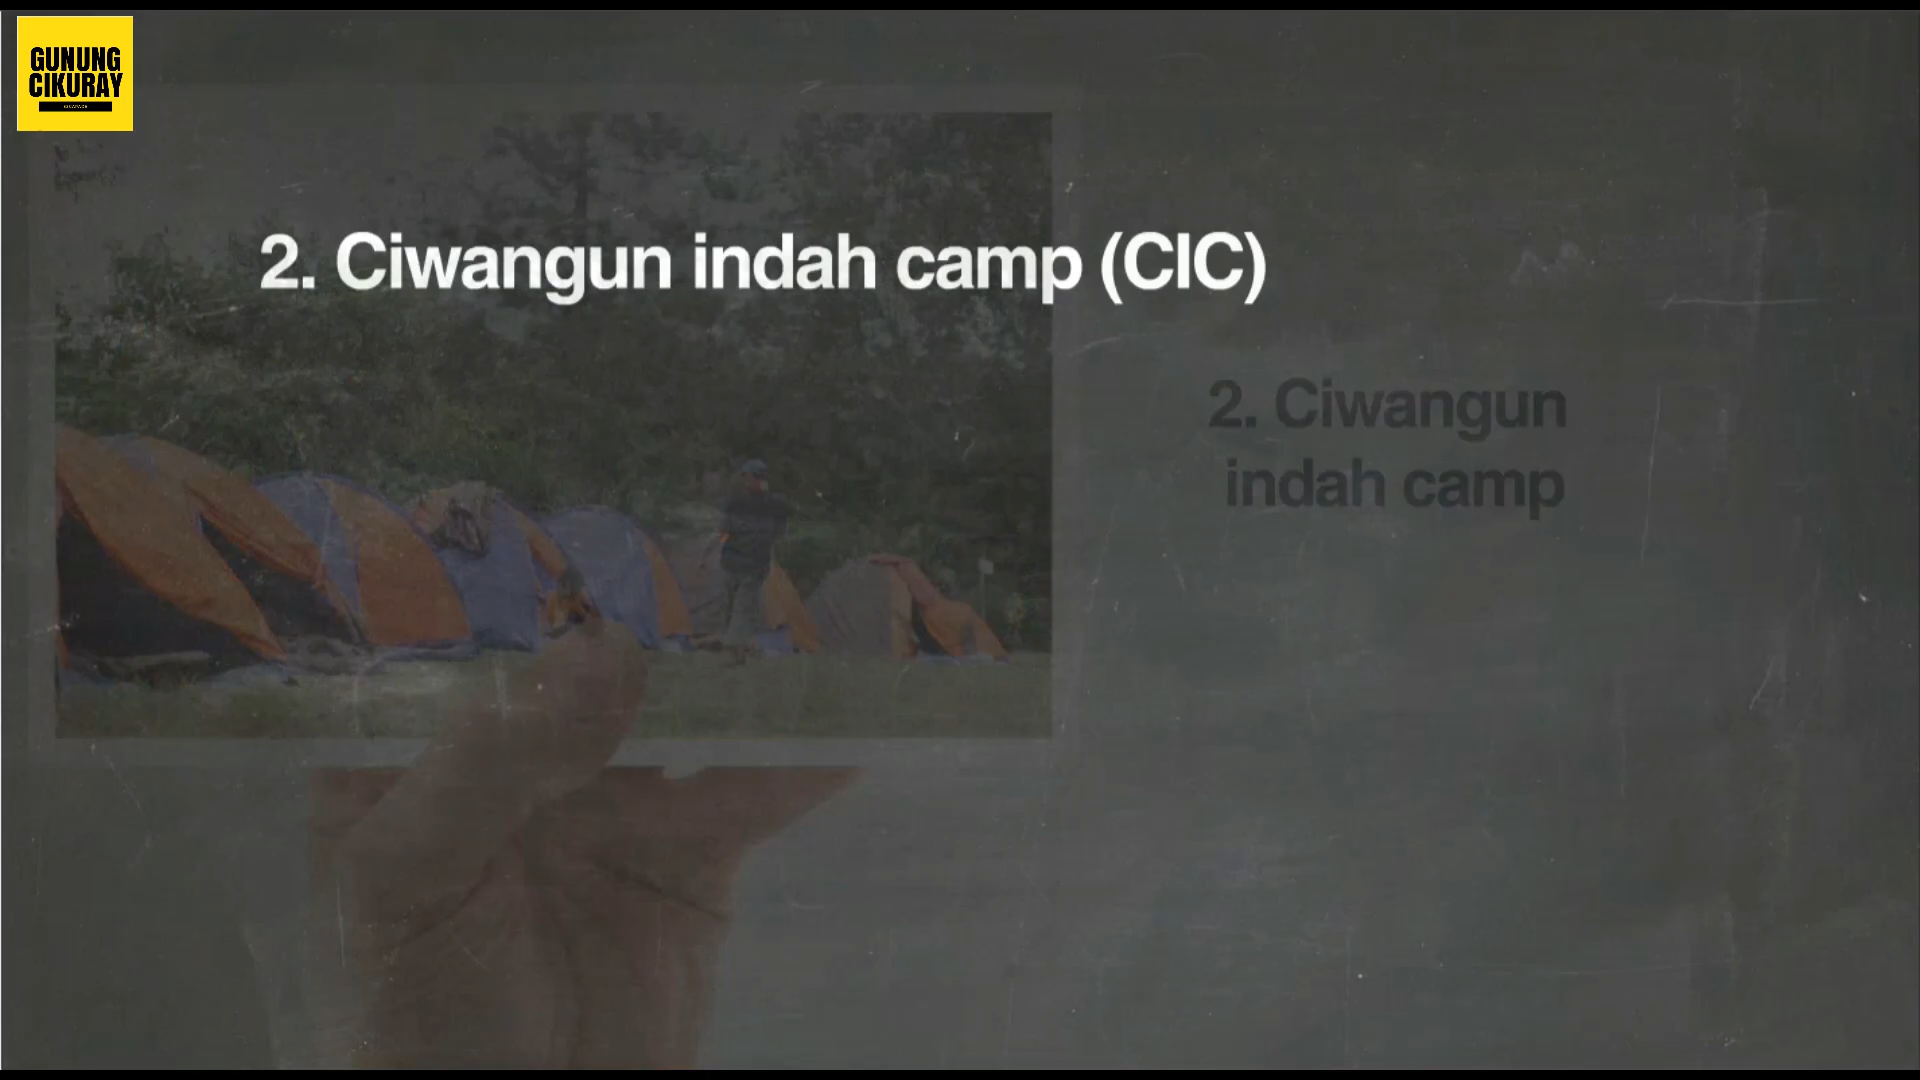 GUNUNG
CIKURAY
2. Ciwangun indah camp (CIC)
2. Ciwangun
indah camp